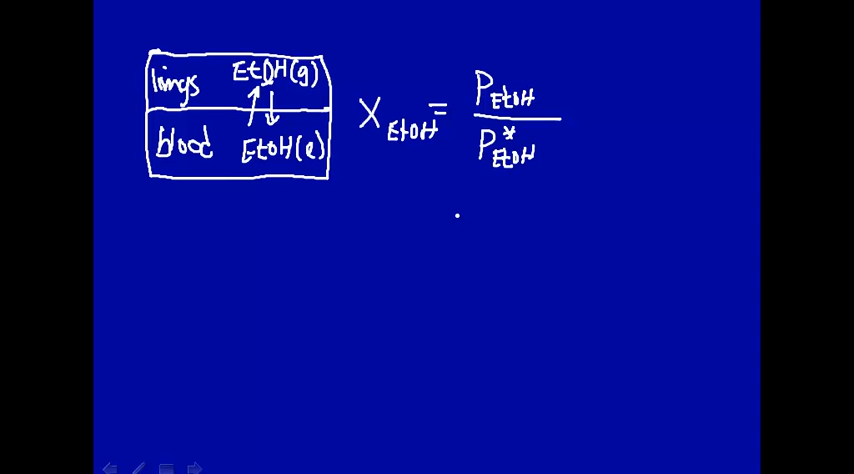 lungs EtOH(g)
blood EtOH(l)
X EtOH = P EtOH
P* EtOH